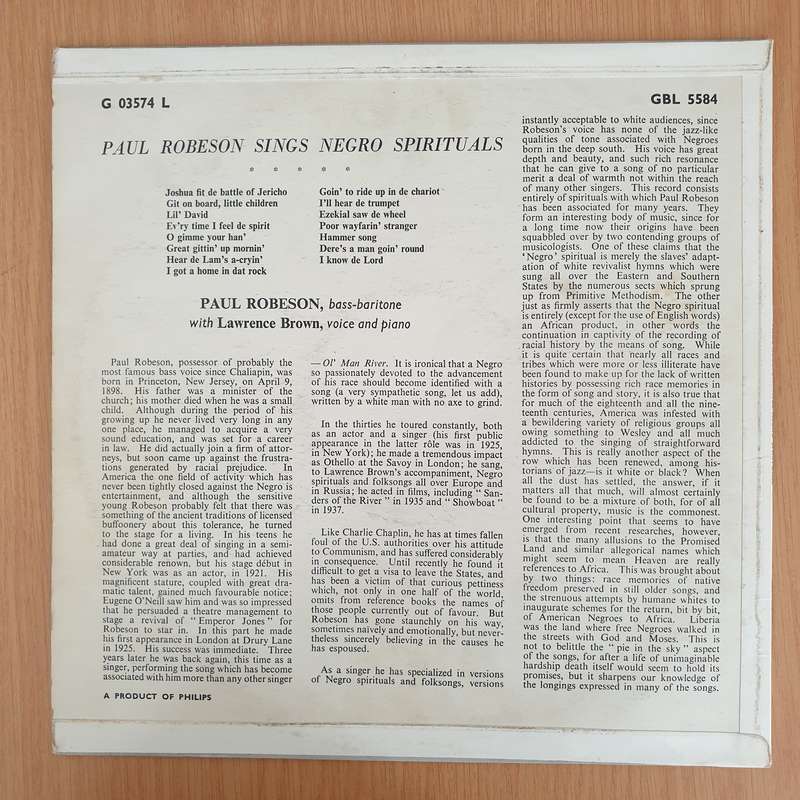 G 03574 L
GBL 5584
PAUL ROBESON SINGS NEGRO SPIRITUALS
* * * * *
Joshua fit de battle of Jericho
Git on board, little children
Lil' David
Ev'ry time I feel de spirit
O gimme your han'
Great gittin' up mornin'
Hear de Lam's a-cryin'
I got a home in dat rock
Goin' to ride up in de chariot
I'll hear de trumpet
Ezekial saw de wheel
Poor wayfarin' stranger
Hammer song
Dere's a man goin' round
I know de Lord
PAUL ROBESON, bass-baritone
with Lawrence Brown, voice and piano
Paul Robeson, possessor of probably the
most famous bass voice since Chaliapin, was
born in Princeton, New Jersey, on April 9,
1898. His father was a minister of the
church; his mother died when he was a small
child. Although during the period of his
growing up he never lived very long in any
one place, he managed to acquire a very
sound education, and was set for a career
in law. He did actually join a firm of attor-
neys, but soon came up against the frustra-
tions generated by racial prejudice. In
America the one field of activity which has
never been tightly closed against the Negro is
entertainment, and although the sensitive
young Robeson probably felt that there was
something of the ancient traditions of licensed
buffoonery about this tolerance, he turned
to the stage for a living. In his teens he
had done a great deal of singing in a semi-
amateur way at parties, and had achieved
considerable renown, but his stage début in
New York was as an actor, in 1921. His
magnificent stature, coupled with great dra-
matic talent, gained much favourable notice;
Eugene O'Neill saw him and was so impressed
that he persuaded a theatre management to
stage a revival of "Emperor Jones" for
Robeson to star in. In this part he made
his first appearance in London at Drury Lane
in 1925. His success was immediate. Three
years later he was back again, this time as a
singer, performing the song which has become
associated with him more than any other singer
—Ol' Man River. It is ironical that a Negro
so passionately devoted to the advancement
of his race should become identified with a
song (a very sympathetic song, let us add),
written by a white man with no axe to grind.
In the thirties he toured constantly, both
as an actor and a singer (his first public
appearance in the latter rôle was in 1925,
in New York); he made a tremendous impact
as Othello at the Savoy in London; he sang,
to Lawrence Brown's accompaniment, Negro
spirituals and folksongs all over Europe and
in Russia; he acted in films, including "San-
ders of the River" in 1935 and "Showboat"
in 1937.
Like Charlie Chaplin, he has at times fallen
foul of the U.S. authorities over his attitude
to Communism, and has suffered considerably
in consequence. Until recently he found it
difficult to get a visa to leave the States, and
has been a victim of that curious pettiness
which, not only in one half of the world,
omits from reference books the names of
those people currently out of favour. But
Robeson has gone staunchly on his way,
sometimes naïvely and emotionally, but never-
theless sincerely believing in the causes he
has espoused.
As a singer he has specialized in versions
of Negro spirituals and folksongs, versions
instantly acceptable to white audiences, since
Robeson's voice has none of the jazz-like
qualities of tone associated with Negroes
born in the deep south. His voice has great
depth and beauty, and such rich resonance
that he can give to a song of no particular
merit a deal of warmth not within the reach
of many other singers. This record consists
entirely of spirituals with which Paul Robeson
has been associated for many years. They
form an interesting body of music, since for
a long time now their origins have been
squabbled over by two contending groups of
musicologists. One of these claims that the
'Negro' spiritual is merely the slaves' adapt-
ation of white revivalist hymns which were
sung all over the Eastern and Southern
States by the numerous sects which sprung
up from Primitive Methodism. The other
just as firmly asserts that the Negro spiritual
is entirely (except for the use of English words)
an African product, in other words the
continuation in captivity of the recording of
racial history by the means of song. While
it is quite certain that nearly all races and
tribes which were more or less illiterate have
been found to make up for the lack of written
histories by possessing rich race memories in
the form of song and story, it is also true that
for much of the eighteenth and all the nine-
teenth centuries, America was infested with
a bewildering variety of religious groups all
owing something to Wesley and all much
addicted to the singing of straightforward
hymns. This is really another aspect of the
row which has been renewed, among his-
torians of jazz—is it white or black? When
all the dust has settled, the answer, if it
matters all that much, will almost certainly
be found to be a mixture of both, for of all
cultural property, music is the commonest.
One interesting point that seems to have
emerged from recent researches, however,
is that the many allusions to the Promised
Land and similar allegorical names which
might seem to mean Heaven are really
references to Africa. This was brought about
by two things: race memories of native
freedom preserved in still older songs, and
the strenuous attempts by humane whites to
inaugurate schemes for the return, bit by bit,
of American Negroes to Africa. Liberia
was the land where free Negroes walked in
the streets with God and Moses. This is
not to belittle the "pie in the sky" aspect
of the songs, for after a life of unimaginable
hardship death itself would seem to hold its
promises, but it sharpens our knowledge of
the longings expressed in many of the songs.
A PRODUCT OF PHILIPS